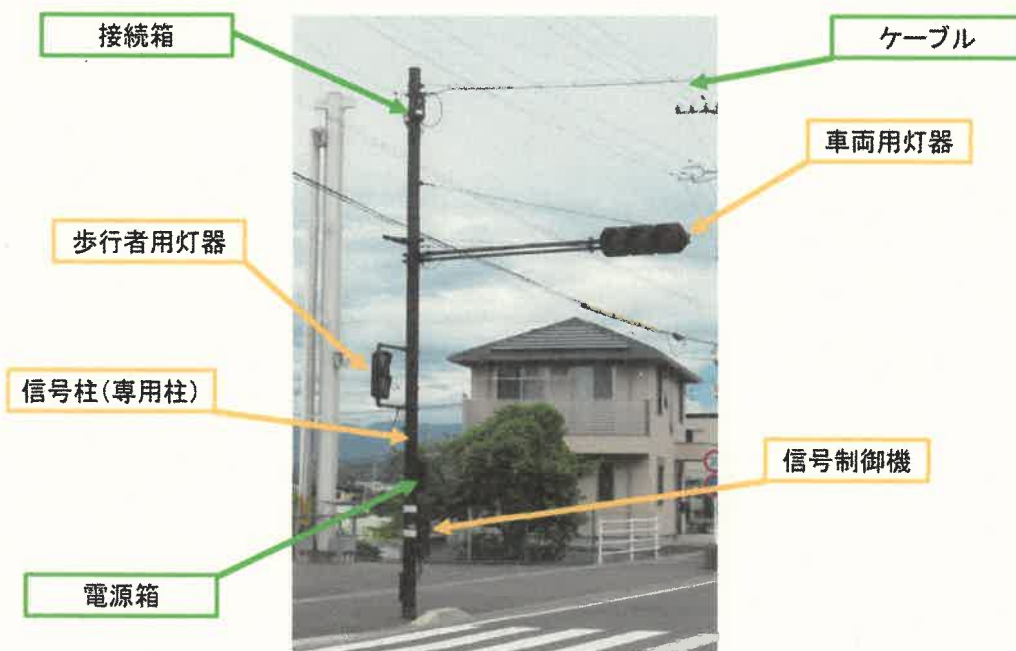 接続箱
ケーブル
車両用灯器
歩行者用灯器
信号柱(専用柱)
信号制御機
電源箱